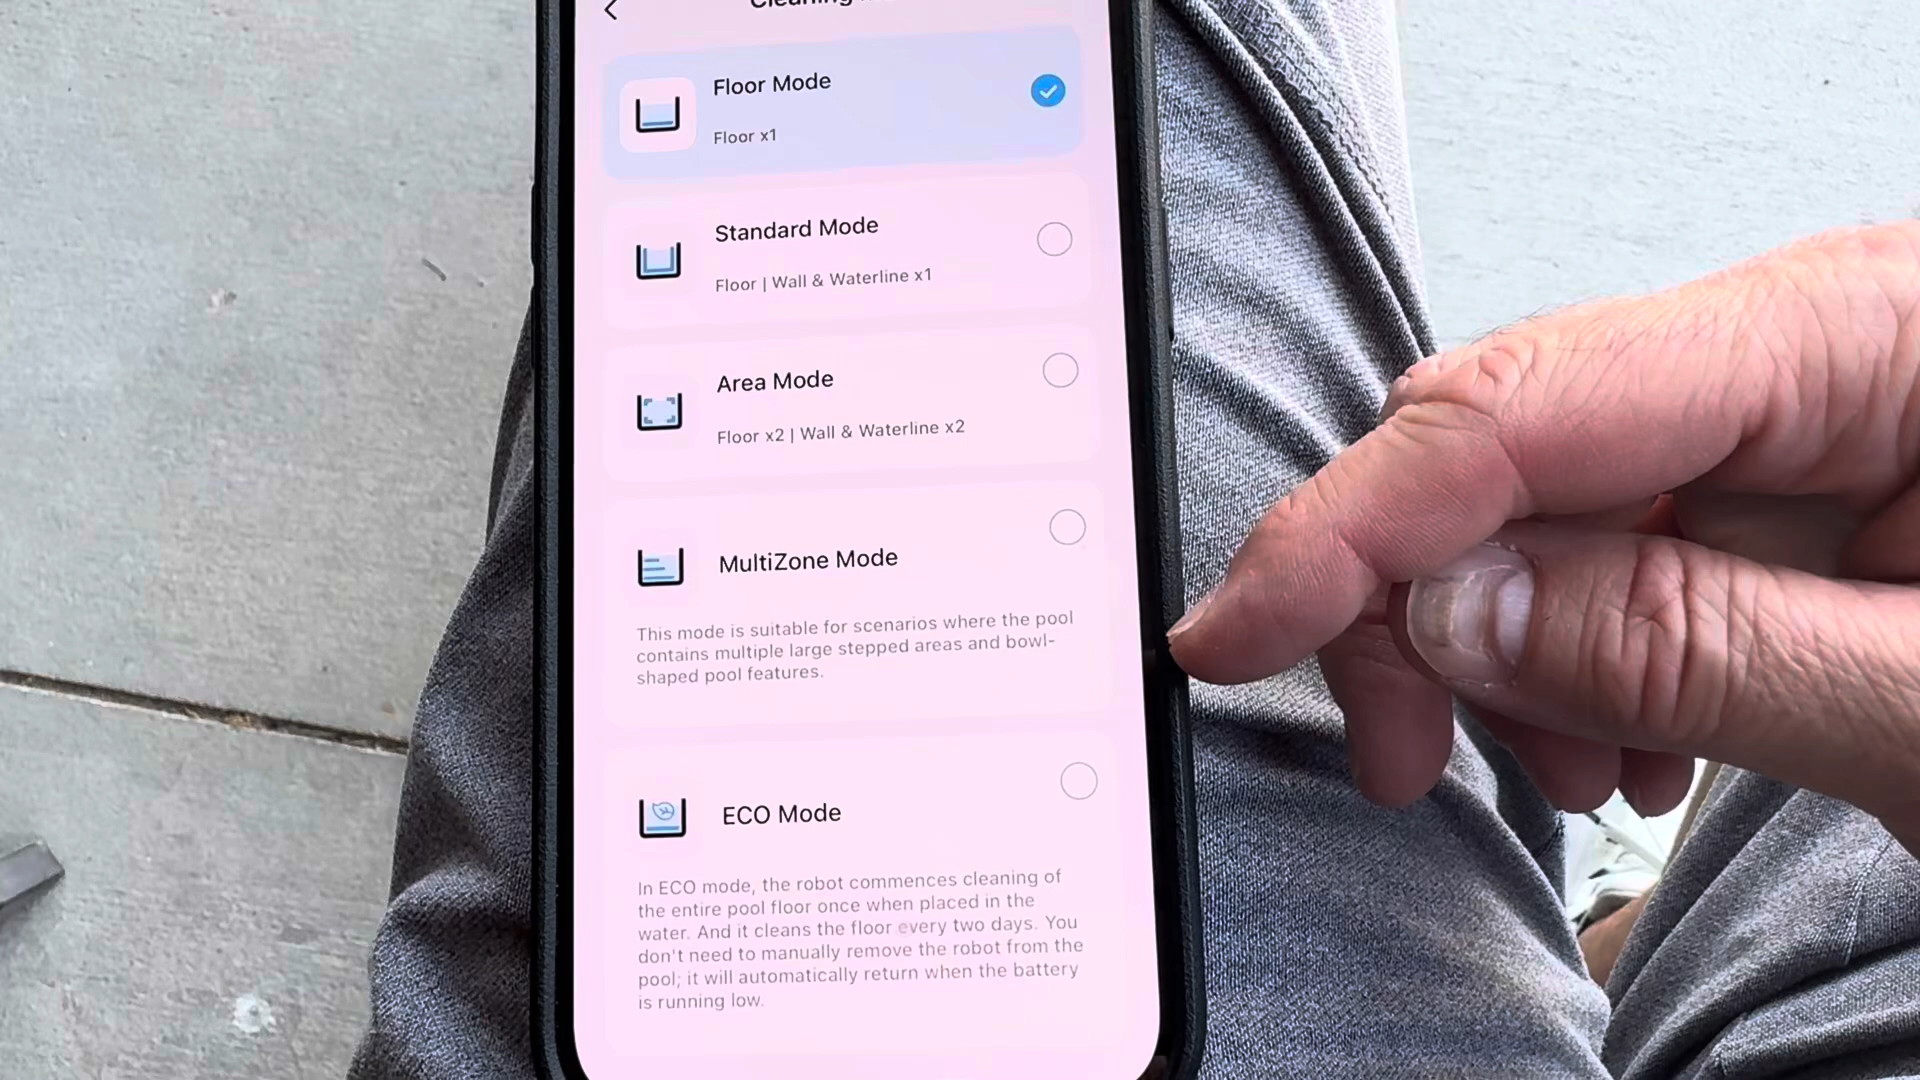 Cleaning
Floor Mode
Floor x1
Standard Mode
Floor | Wall & Waterline x1
Area Mode
Floor x2 | Wall & Waterline x2
MultiZone Mode
This mode is suitable for scenarios where the pool
contains multiple large stepped areas and bowl-
shaped pool features.
ECO Mode
In ECO mode, the robot commences cleaning of
the entire pool floor once when placed in the
water. And it cleans the floor every two days. You
don't need to manually remove the robot from the
pool; it will automatically return when the battery
is running low.